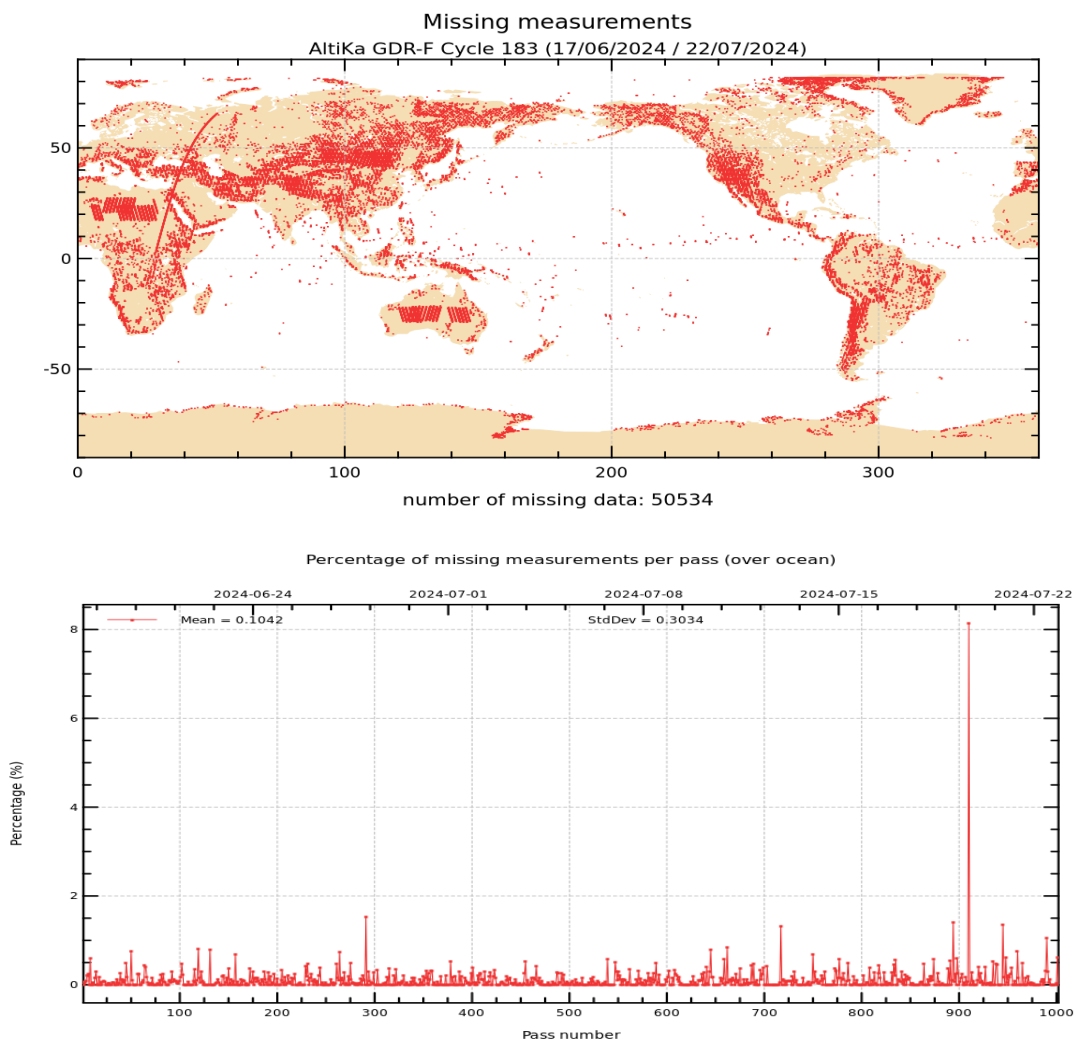 Missing measurements
AltiKa GDR-F Cycle 183 (17/06/2024 / 22/07/2024)
50
0
-50
0 100 200 300
number of missing data: 50534
Percentage of missing measurements per pass (over ocean)
2024-06-24 2024-07-01 2024-07-08 2024-07-15 2024-07-22
Mean = 0.1042 StdDev = 0.3034
8
6
4
2
0
Percentage (%)
100 200 300 400 500 600 700 800 900 1000
Pass number